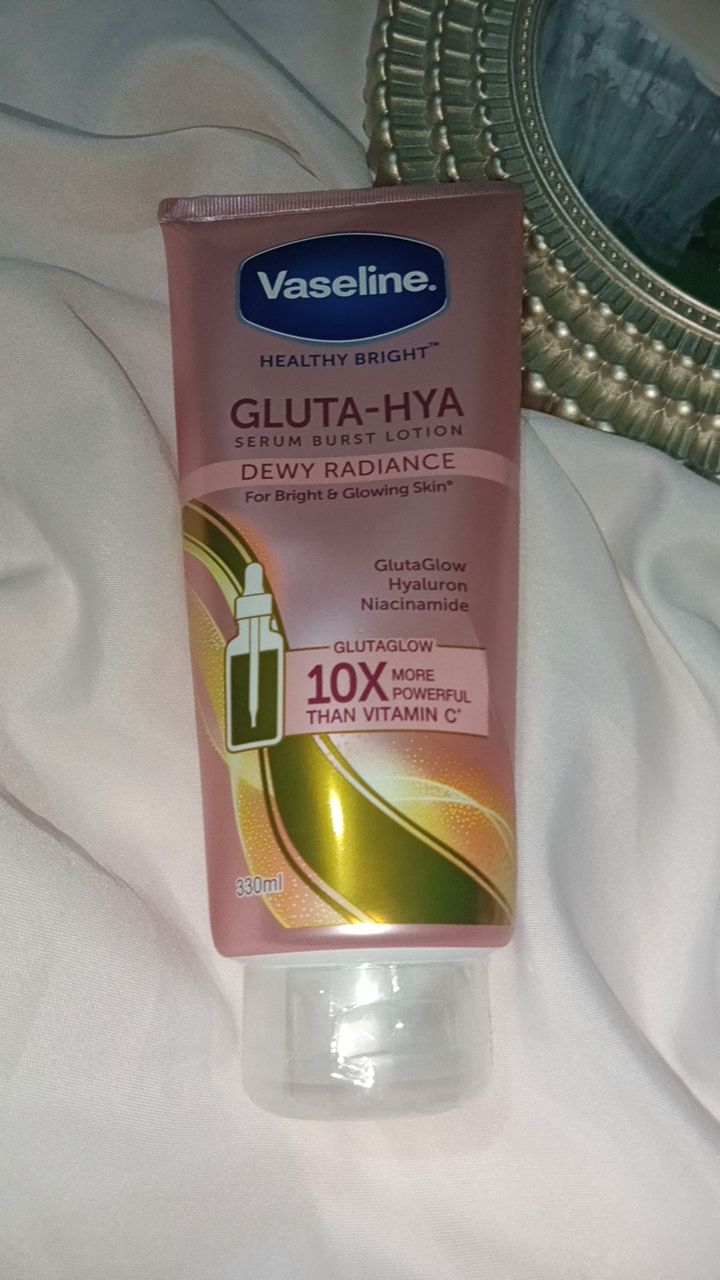 Vaseline.
HEALTHY BRIGHT™
GLUTA-HYA
SERUM BURST LOTION
DEWY RADIANCE
For Bright & Glowing Skin*
GlutaGlow
Hyaluron
Niacinamide
GLUTAGLOW
10X MORE
POWERFUL
THAN VITAMIN C*
330ml